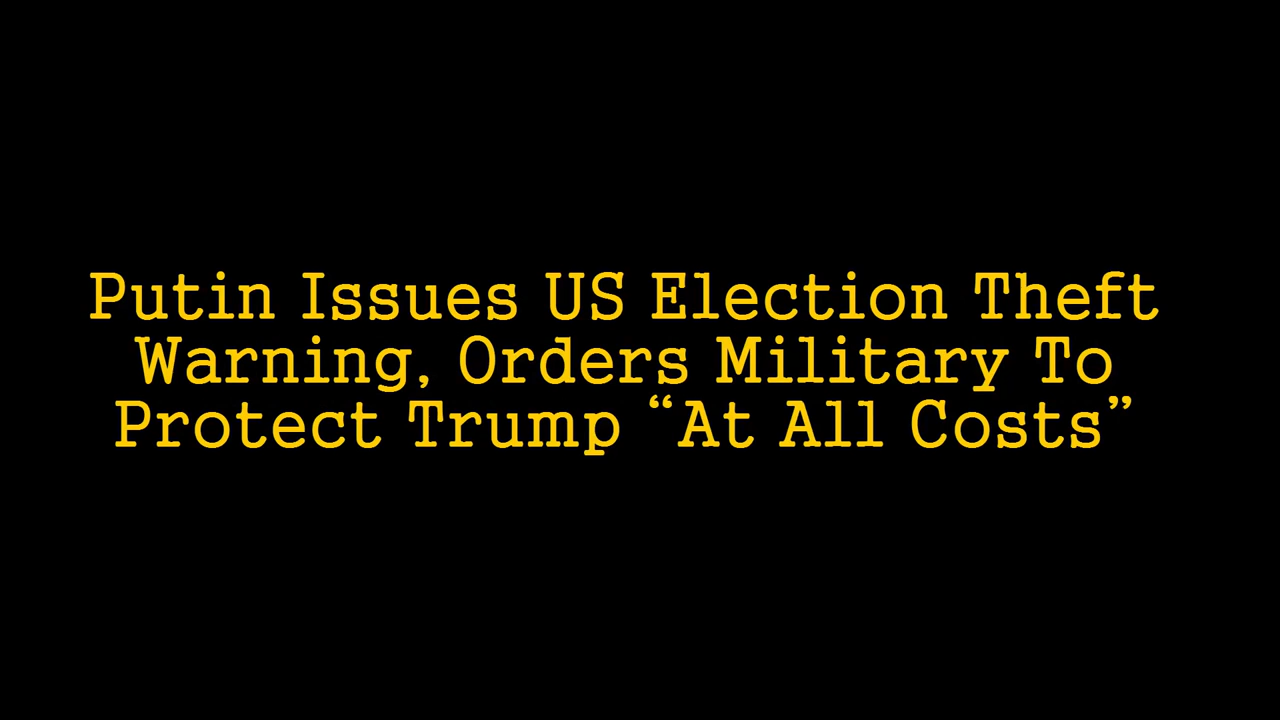 Putin Issues US Election Theft
Warning, Orders Military To
Protect Trump “At All Costs”